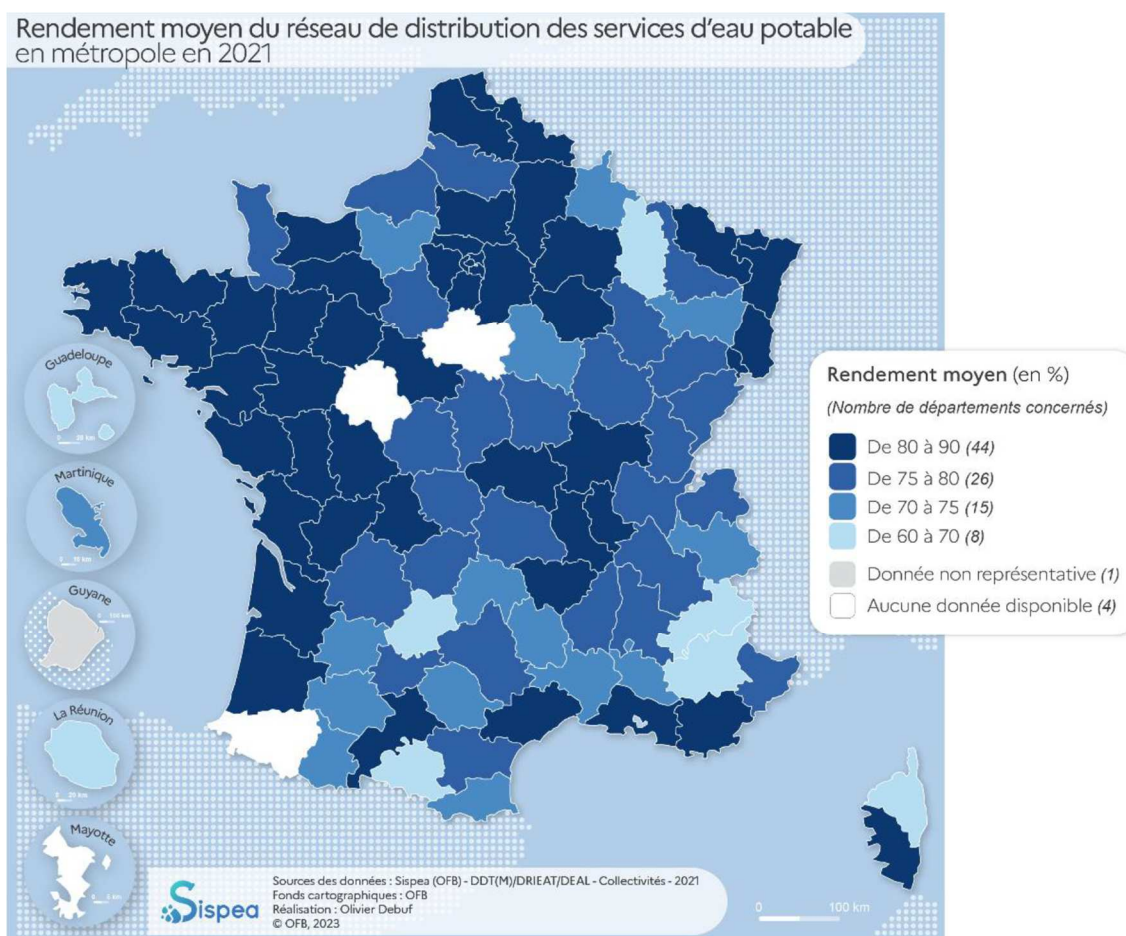 Rendement moyen du réseau de distribution des services d'eau potable
en métropole en 2021
Guadeloupe
Martinique
Guyane
La Réunion
Mayotte
Rendement moyen (en %)
(Nombre de départements concernés)
De 80 à 90 (44)
De 75 à 80 (26)
De 70 à 75 (15)
De 60 à 70 (8)
Donnée non représentative (1)
Aucune donnée disponible (4)
Sispea
Sources des données : Sispea (OFB) - DDT(M)/DRIEAT/DEAL - Collectivités - 2021
Fonds cartographiques : OFB
Réalisation : Olivier Debuf
© OFB, 2023
0 100 km